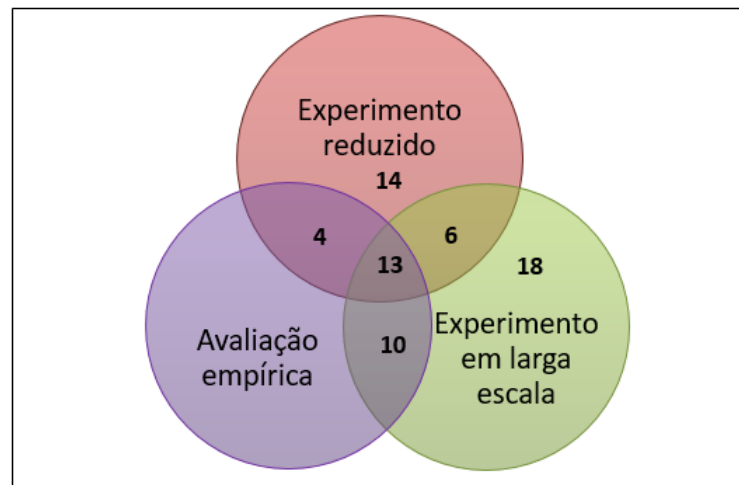 Experimento
reduzido
14
4
6
13
18
Avaliação
empírica
10
Experimento
em larga
escala